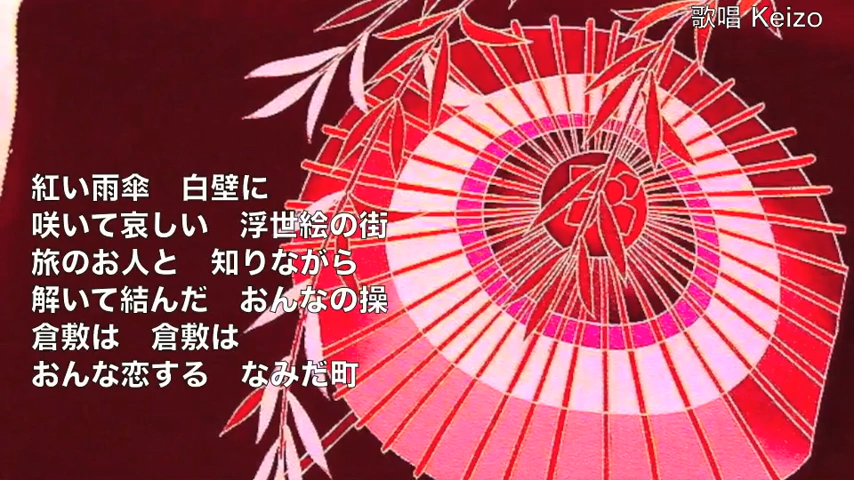 歌唱 Keizo
紅い雨傘　白壁に
咲いて哀しい　浮世絵の街
旅のお人と　知りながら
解いて結んだ　おんなの操
倉敷は　倉敷は
おんな恋する　なみだ町